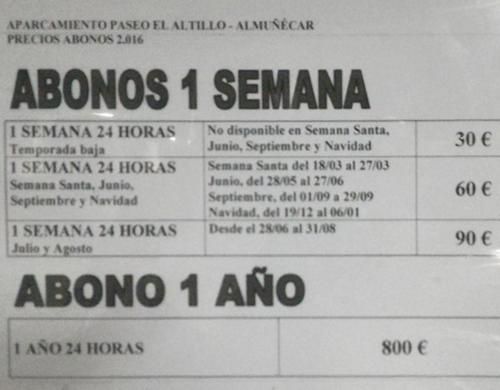 APARCAMIENTO PASEO EL ALTILLO - ALMUÑÉCAR
PRECIOS ABONOS 2.016
ABONOS 1 SEMANA
1 SEMANA 24 HORAS
Temporada baja
No disponible en Semana Santa,
Junio, Septiembre y Navidad
30 €
1 SEMANA 24 HORAS
Semana Santa, Junio,
Septiembre y Navidad
Semana Santa del 18/03 al 27/03
Junio, del 28/05 al 27/06
Septiembre, del 01/09 a 29/09
Navidad, del 19/12 al 06/01
60 €
1 SEMANA 24 HORAS
Julio y Agosto
Desde el 28/06 al 31/08
90 €
ABONO 1 AÑO
1 AÑO 24 HORAS
800 €